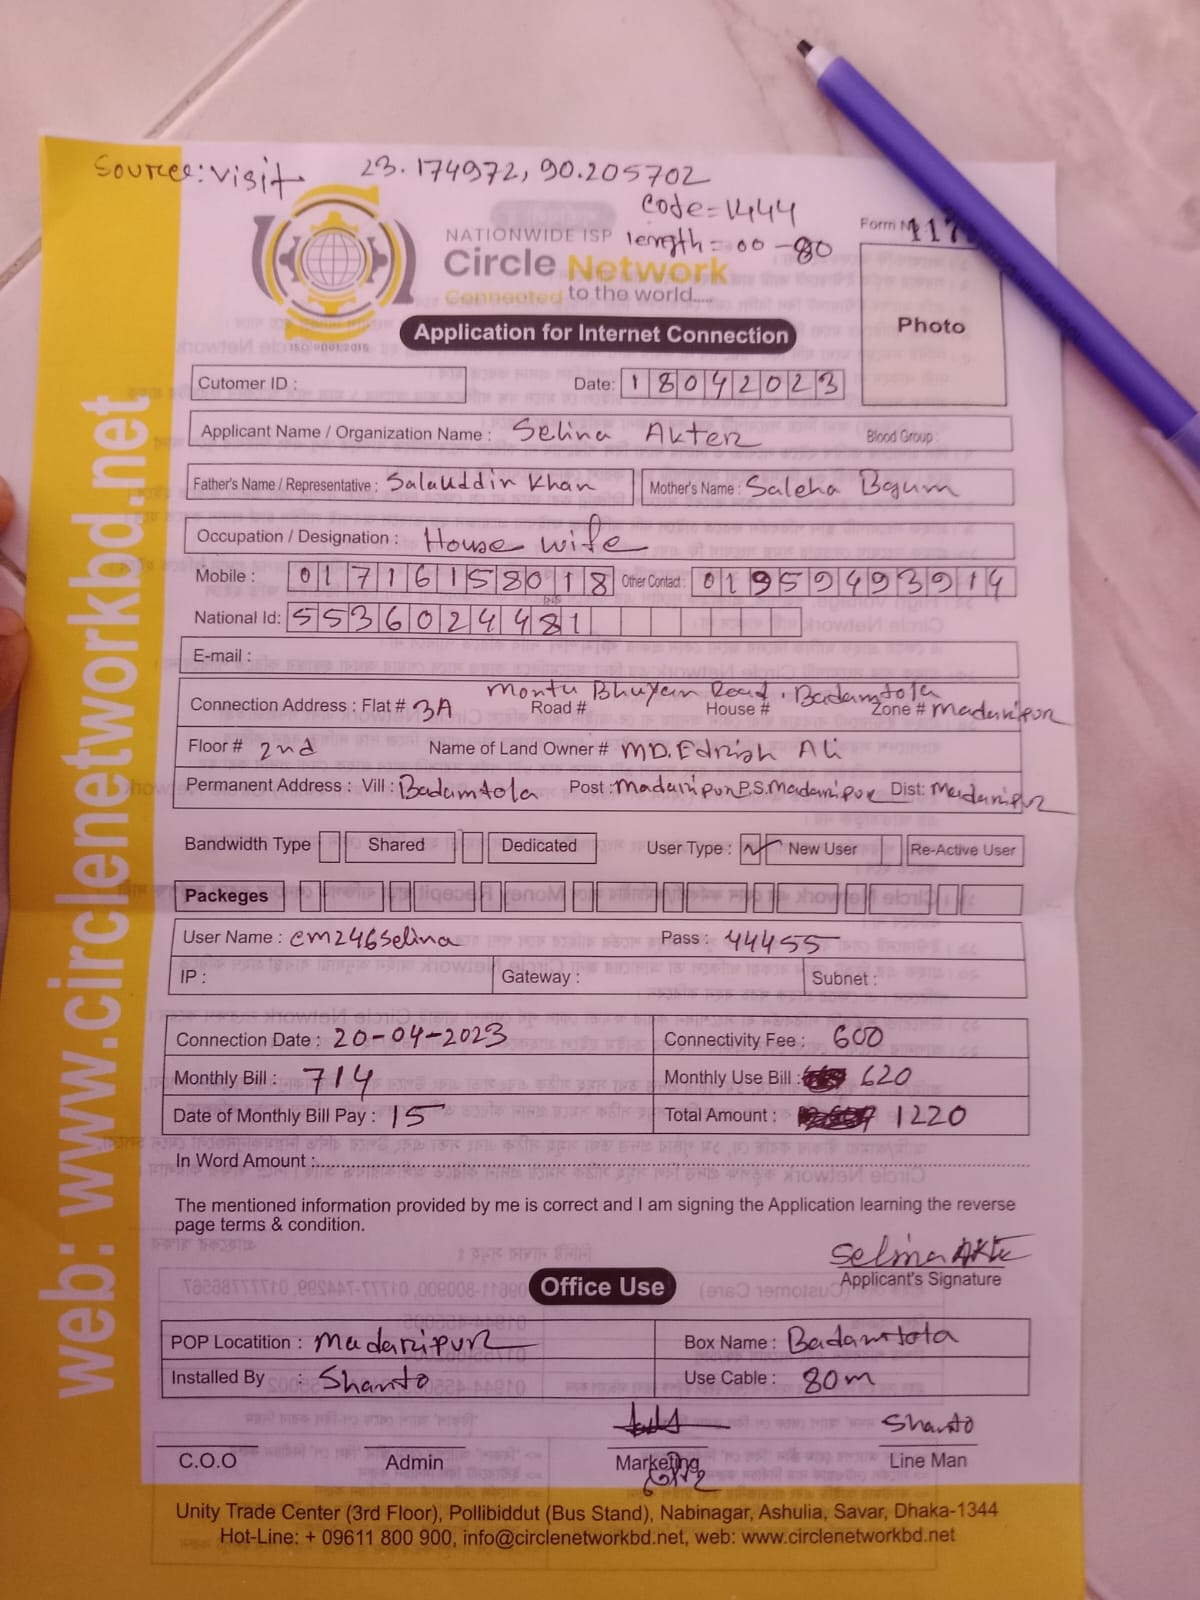 Source: visit 23.174972, 90.205702
code=1444
Form N 117
NATIONWIDE ISP length = 00 - 80
Circle Network
Connected to the world.....
ISO 9001:2015
Application for Internet Connection
Photo
Cutomer ID :
Date: 18042023
Applicant Name / Organization Name : Selina Akter
Blood Group :
Father's Name / Representative : Salauddin Khan
Mother's Name : Saleha Begum
Occupation / Designation : House wife
Mobile : 01716158018
Other Contact : 01959493914
National Id: 5536024481
E-mail :
Montu Bhuyan Road, Badamtola
Connection Address : Flat # 3A Road # House # Zone # Madaripur
Floor # 2nd Name of Land Owner # MD. Edrish Ali
Permanent Address : Vill : Badamtola Post : Madaripur P.S. Madaripur Dist: Madaripur
Bandwidth Type Shared Dedicated User Type : New User Re-Active User
Packeges
User Name : cm246selina Pass : 44455
IP : Gateway : Subnet :
Connection Date : 20-04-2023 Connectivity Fee : 600
Monthly Bill : 714 Monthly Use Bill : 620
Date of Monthly Bill Pay : 15 Total Amount : 1220
In Word Amount :
The mentioned information provided by me is correct and I am signing the Application learning the reverse
page terms & condition.
Selina Akte
Applicant's Signature
Office Use
POP Locatition : Madaripur Box Name : Badamtola
Installed By : Shanto Use Cable : 80m
Shanto
C.O.O Admin Marketing Line Man
Unity Trade Center (3rd Floor), Pollibiddut (Bus Stand), Nabinagar, Ashulia, Savar, Dhaka-1344
Hot-Line: + 09611 800 900, info@circlenetworkbd.net, web: www.circlenetworkbd.net
web: www.circlenetworkbd.net